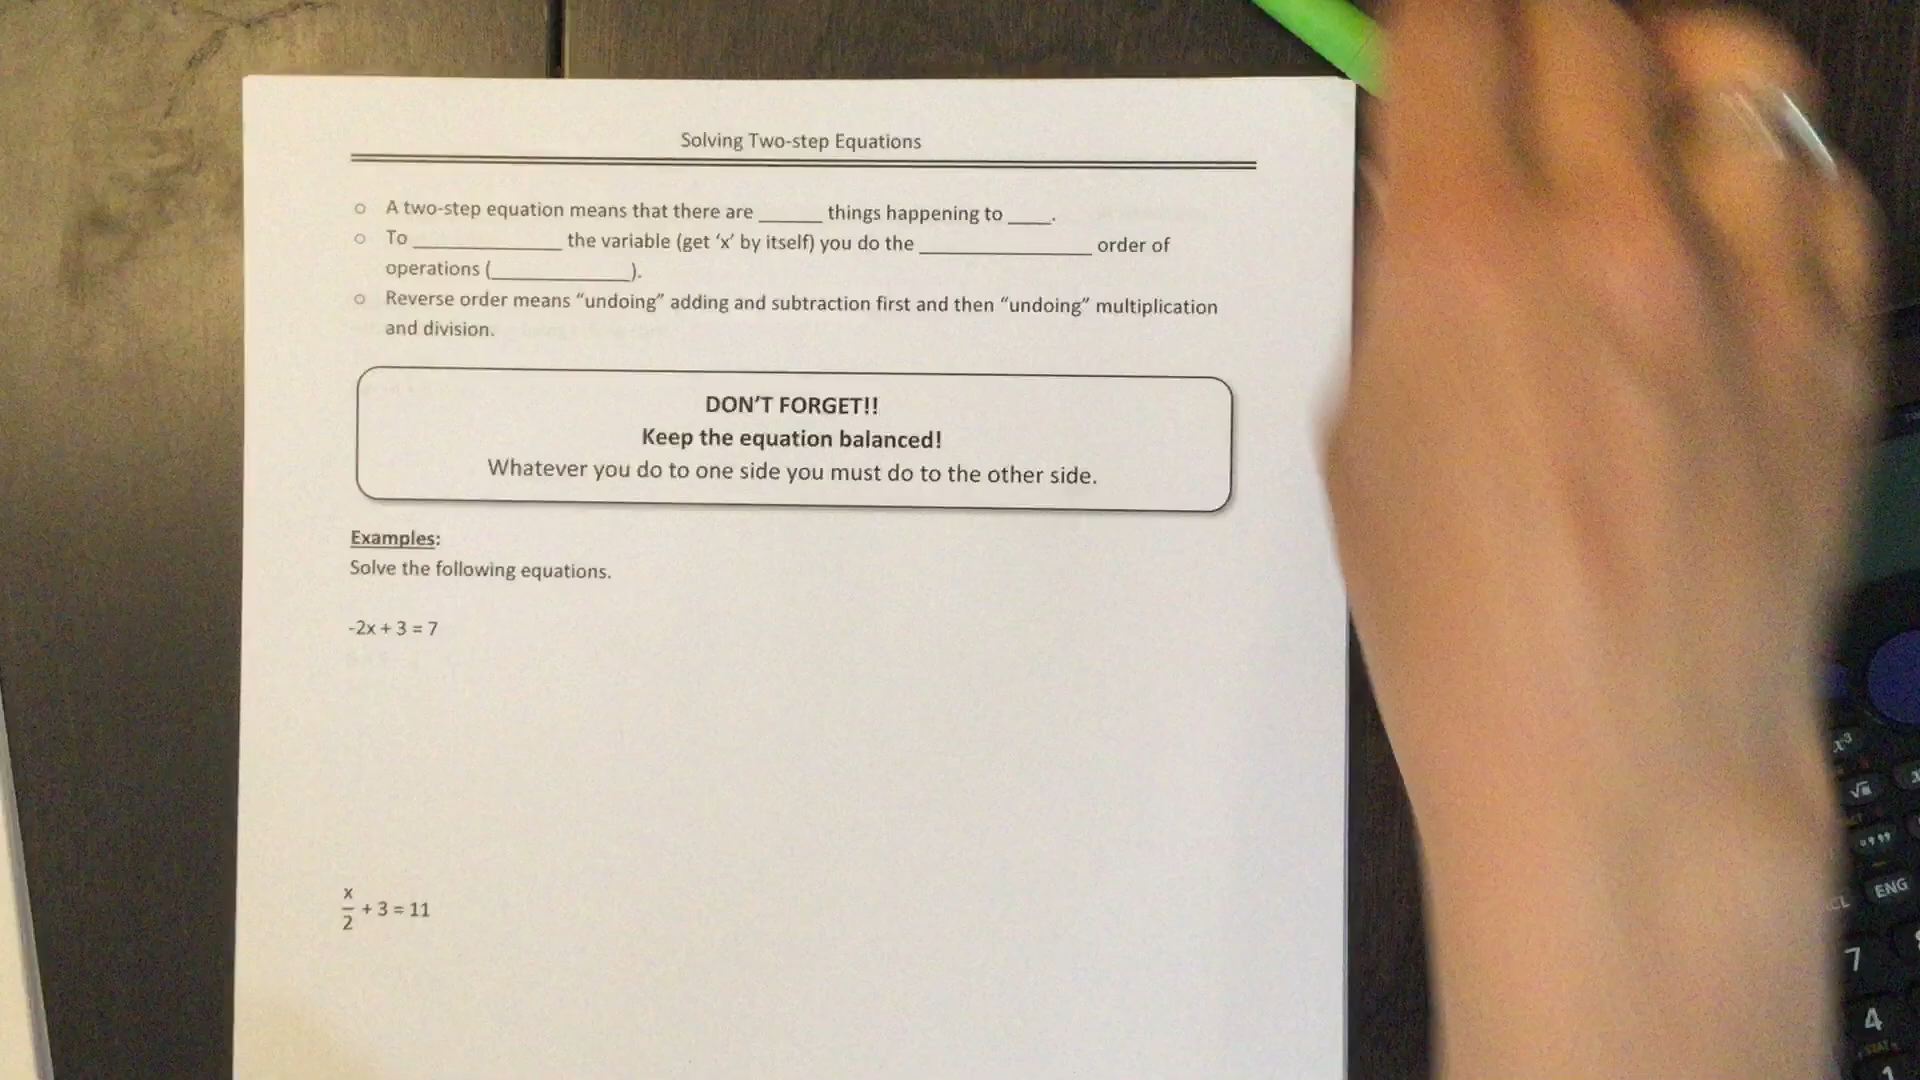 Solving Two-step Equations
o A two-step equation means that there are ______ things happening to ____.
o To ______________ the variable (get ‘x’ by itself) you do the _________________ order of
operations (______________).
o Reverse order means “undoing” adding and subtraction first and then “undoing” multiplication
and division.
DON’T FORGET!!
Keep the equation balanced!
Whatever you do to one side you must do to the other side.
Examples:
Solve the following equations.
-2x + 3 = 7
x
— + 3 = 11
2
x³
√
ENG
7
4
1